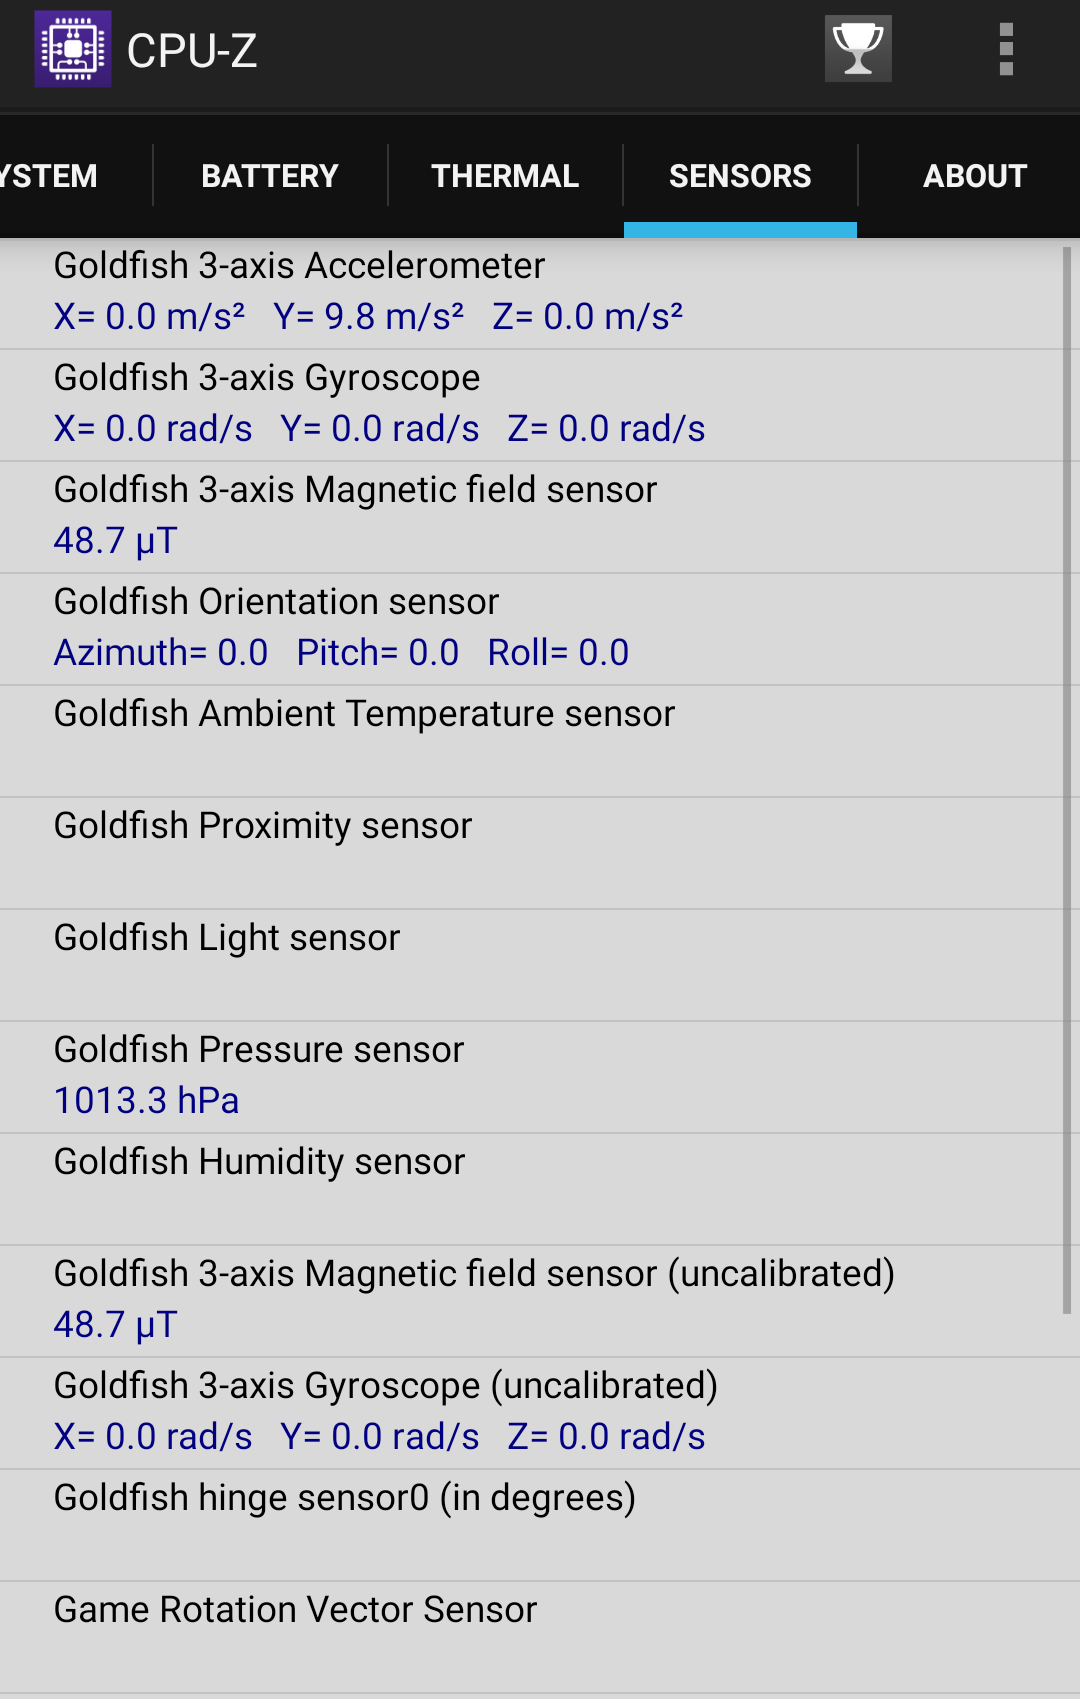 CPU-Z
YSTEM
BATTERY
THERMAL
SENSORS
ABOUT
Goldfish 3-axis Accelerometer
X= 0.0 m/s²   Y= 9.8 m/s²   Z= 0.0 m/s²
Goldfish 3-axis Gyroscope
X= 0.0 rad/s   Y= 0.0 rad/s   Z= 0.0 rad/s
Goldfish 3-axis Magnetic field sensor
48.7 µT
Goldfish Orientation sensor
Azimuth= 0.0   Pitch= 0.0   Roll= 0.0
Goldfish Ambient Temperature sensor
Goldfish Proximity sensor
Goldfish Light sensor
Goldfish Pressure sensor
1013.3 hPa
Goldfish Humidity sensor
Goldfish 3-axis Magnetic field sensor (uncalibrated)
48.7 µT
Goldfish 3-axis Gyroscope (uncalibrated)
X= 0.0 rad/s   Y= 0.0 rad/s   Z= 0.0 rad/s
Goldfish hinge sensor0 (in degrees)
Game Rotation Vector Sensor